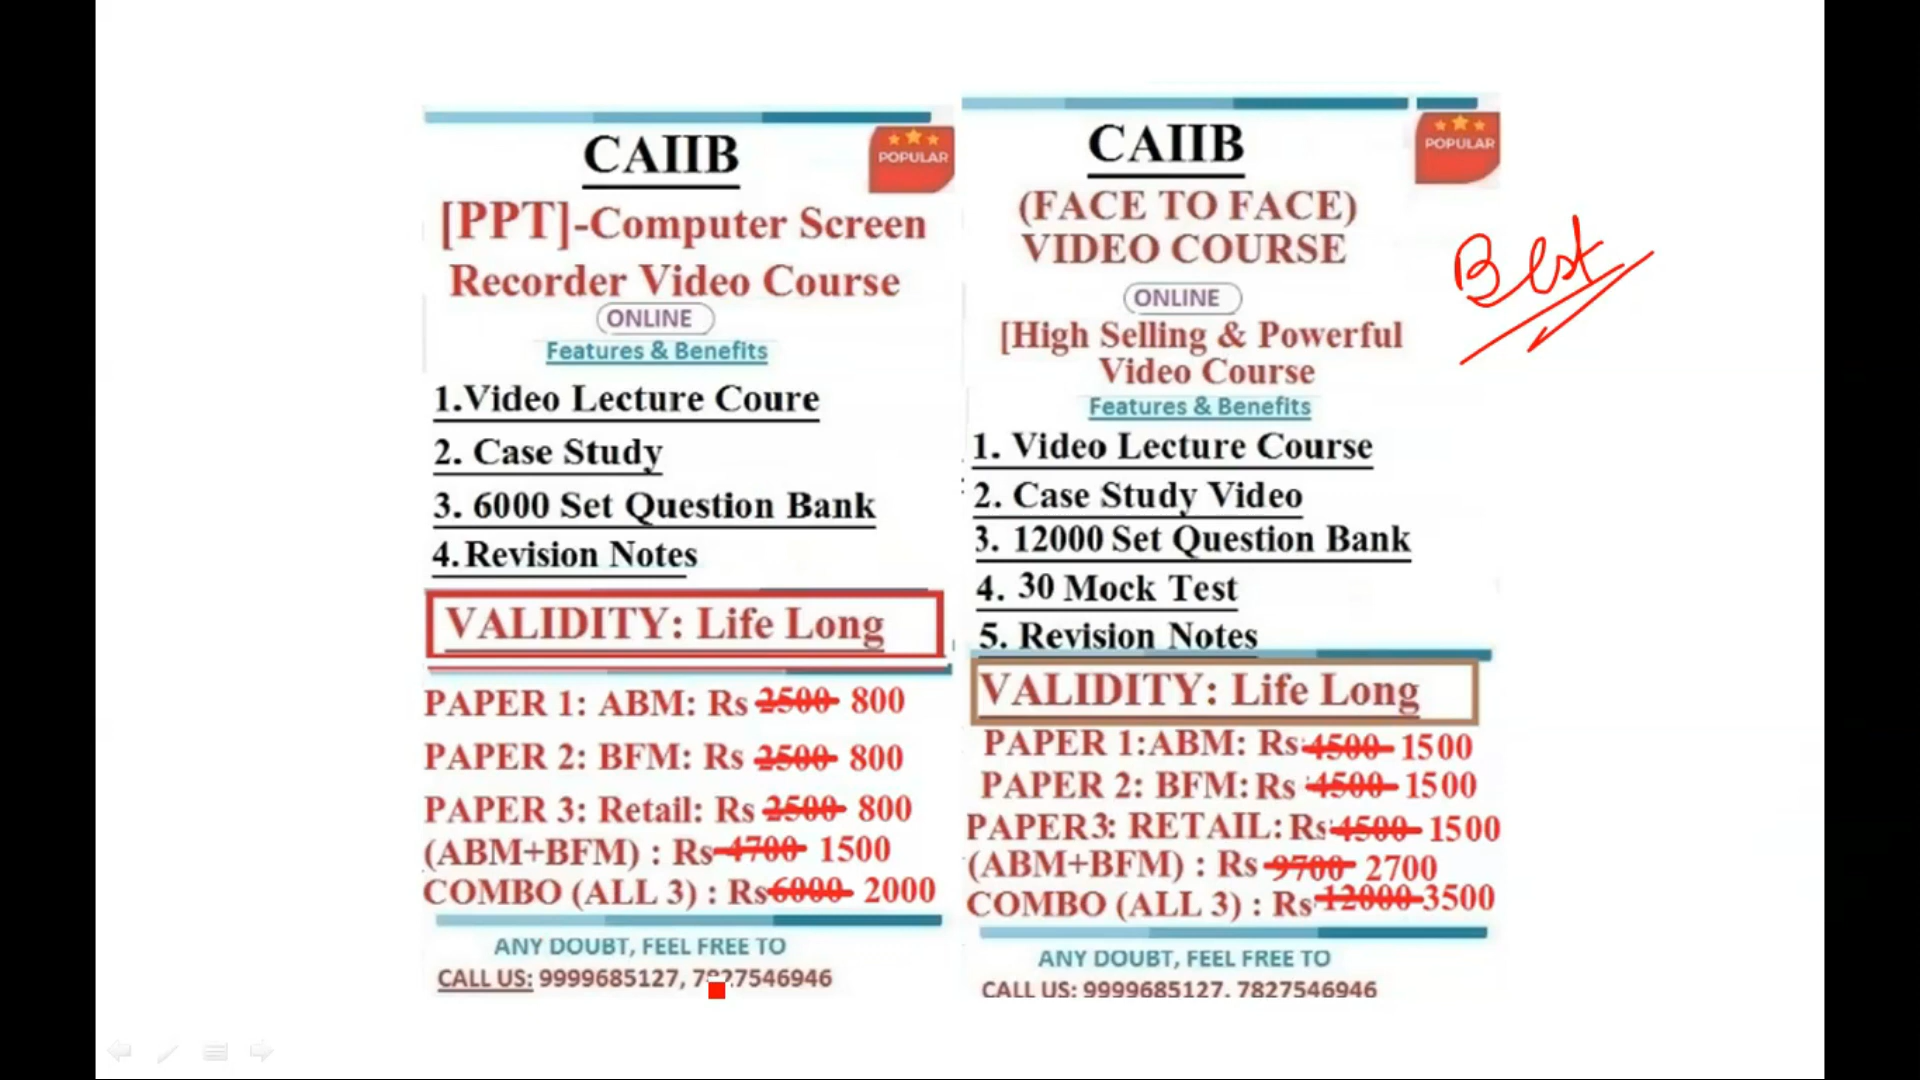 CAIIB
POPULAR
[PPT]-Computer Screen
Recorder Video Course
ONLINE
Features & Benefits
1.Video Lecture Coure
2. Case Study
3. 6000 Set Question Bank
4.Revision Notes
VALIDITY: Life Long
PAPER 1: ABM: Rs 2500 800
PAPER 2: BFM: Rs 2500 800
PAPER 3: Retail: Rs 2500 800
(ABM+BFM) : Rs 4700 1500
COMBO (ALL 3) : Rs 6000 2000
ANY DOUBT, FEEL FREE TO
CALL US: 9999685127, 7827546946
CAIIB
POPULAR
(FACE TO FACE)
VIDEO COURSE
Best
ONLINE
[High Selling & Powerful
Video Course
Features & Benefits
1. Video Lecture Course
2. Case Study Video
3. 12000 Set Question Bank
4. 30 Mock Test
5. Revision Notes
VALIDITY: Life Long
PAPER 1:ABM: Rs 4500 1500
PAPER 2: BFM: Rs 4500 1500
PAPER3: RETAIL: Rs 4500 1500
(ABM+BFM) : Rs 9700 2700
COMBO (ALL 3) : Rs 12000 3500
ANY DOUBT, FEEL FREE TO
CALL US: 9999685127, 7827546946